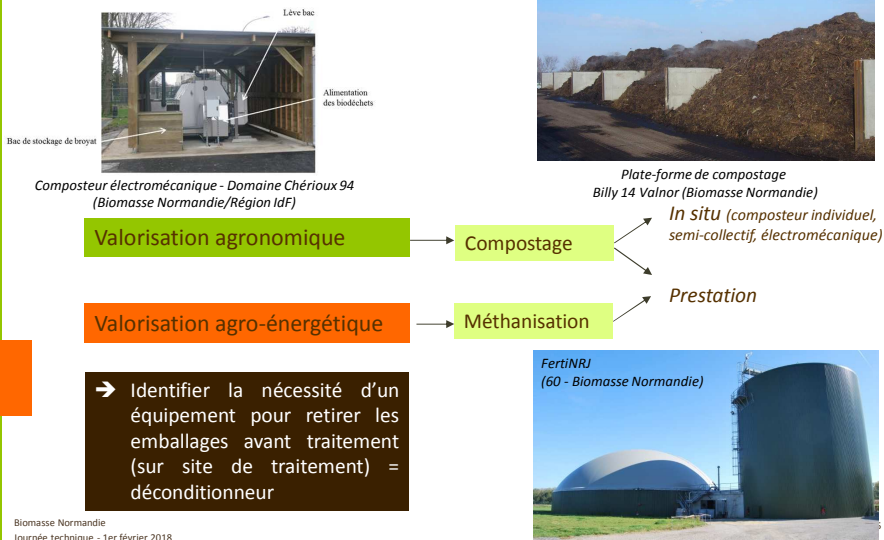 Lève bac
Alimentation
des biodéchets
Bac de stockage de broyat
Composteur électromécanique - Domaine Chérioux 94
(Biomasse Normandie/Région IdF)
Plate-forme de compostage
Billy 14 Valnor (Biomasse Normandie)
Valorisation agronomique
Compostage
In situ (composteur individuel,
semi-collectif, électromécanique)
Prestation
Valorisation agro-énergétique
Méthanisation
➔ Identifier la nécessité d’un
équipement pour retirer les
emballages avant traitement
(sur site de traitement) =
déconditionneur
FertiNRJ
(60 - Biomasse Normandie)
Biomasse Normandie
Journée technique - 1er février 2018